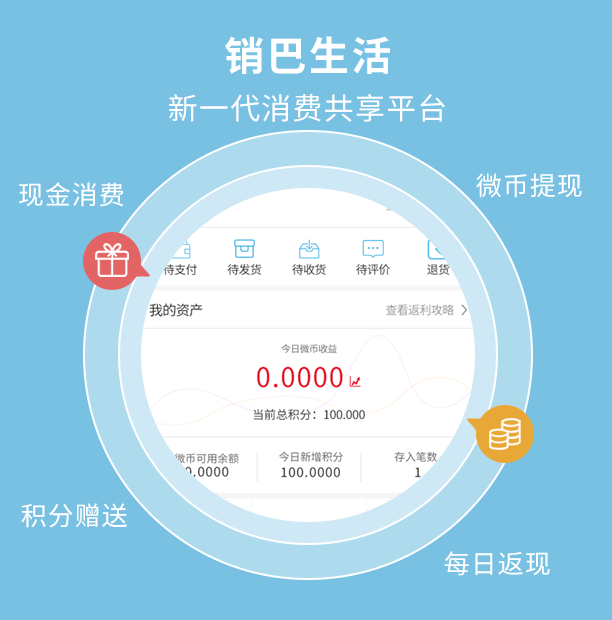 销巴生活
新一代消费共享平台
现金消费
微币提现
待支付 待发货 待收货 待评价 退货
我的资产 查看返利攻略
今日微币收益
0.0000
当前总积分：100.000
微币可用余额 今日新增积分 存入笔数
0.0000 100.0000 1
积分赠送
每日返现